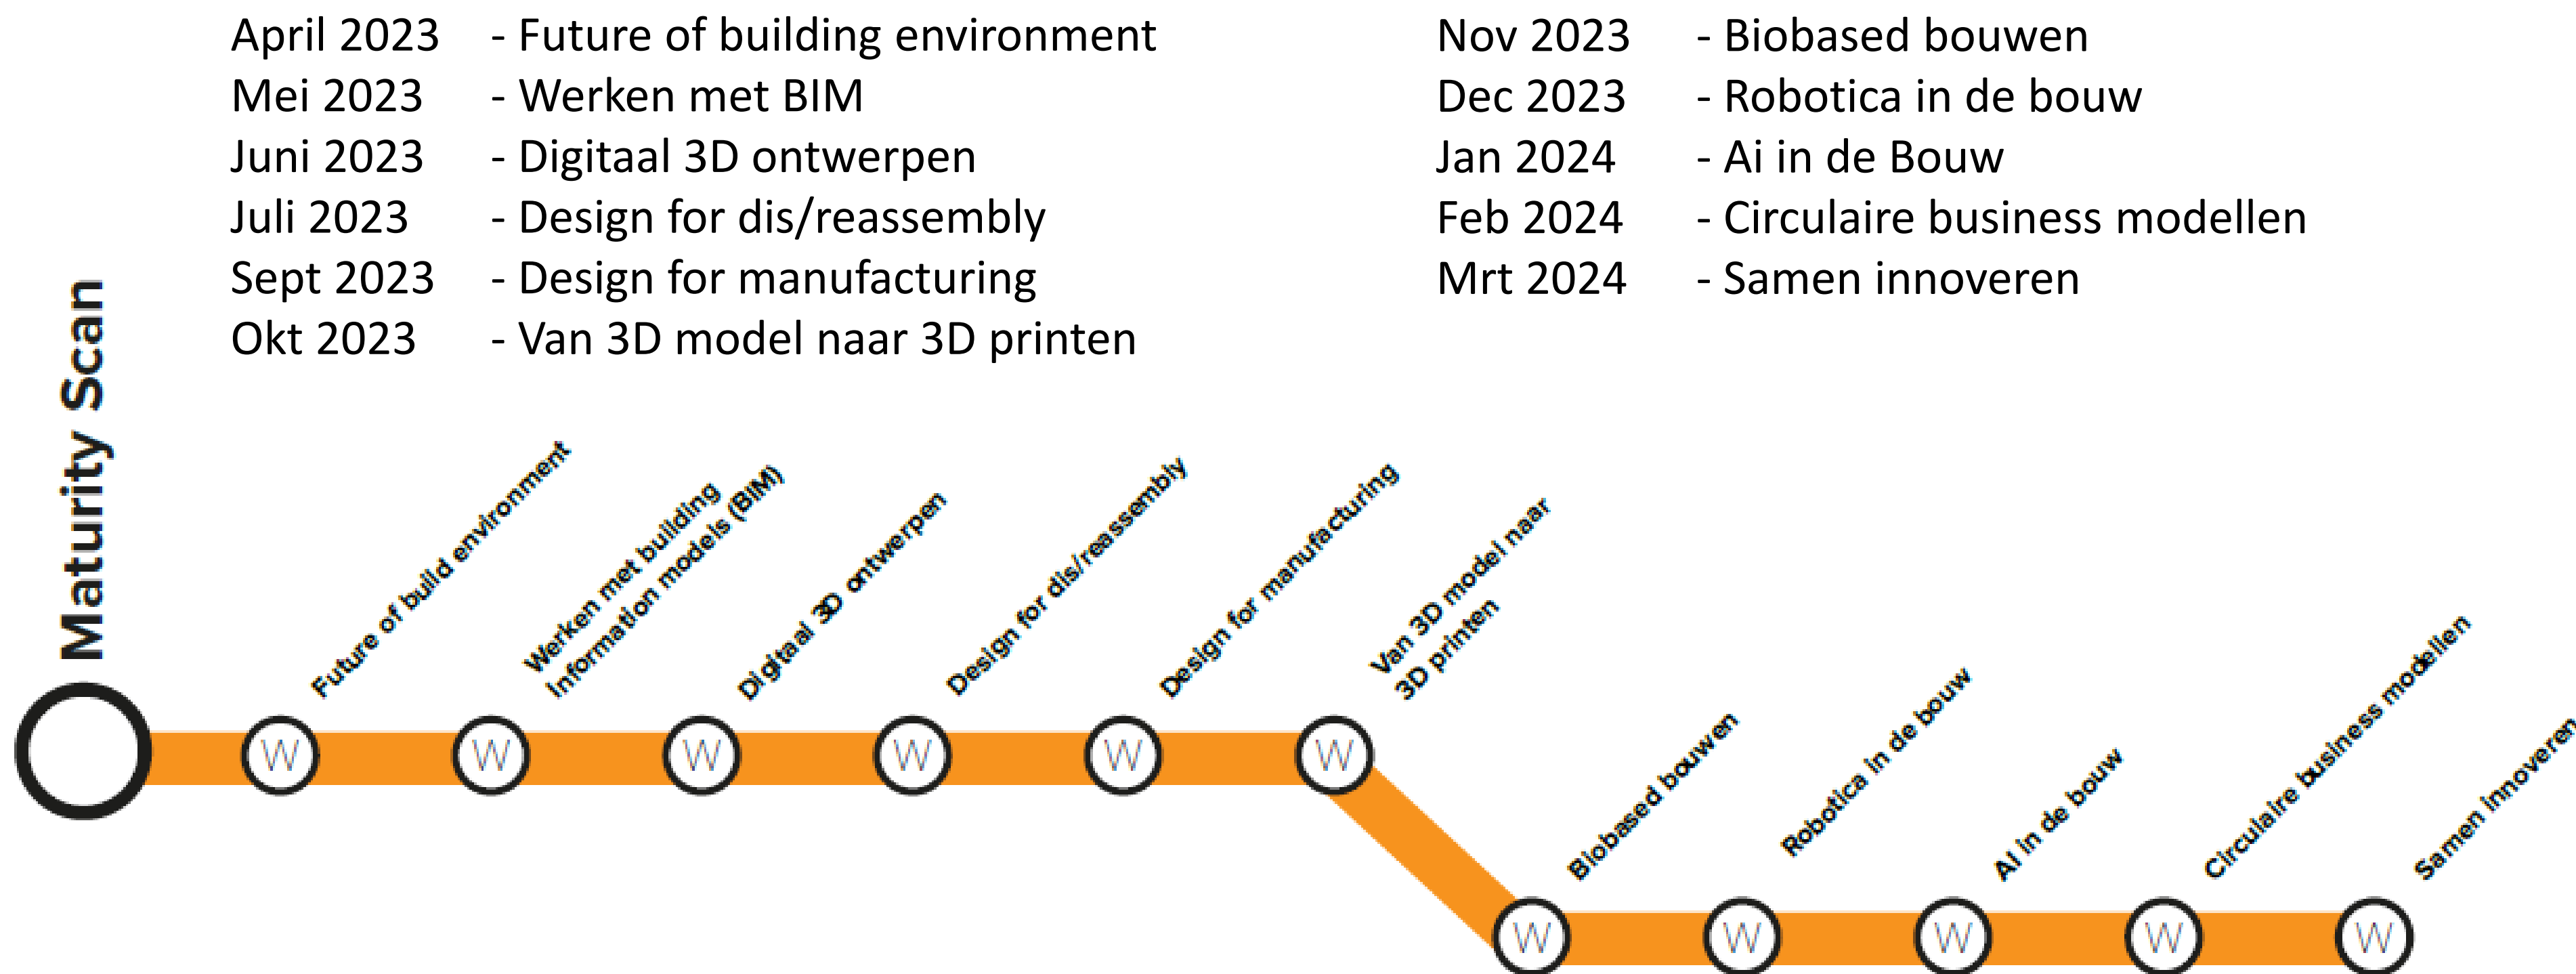 April 2023 - Future of building environment
Mei 2023 - Werken met BIM
Juni 2023 - Digitaal 3D ontwerpen
Juli 2023 - Design for dis/reassembly
Sept 2023 - Design for manufacturing
Okt 2023 - Van 3D model naar 3D printen
Nov 2023 - Biobased bouwen
Dec 2023 - Robotica in de bouw
Jan 2024 - Ai in de Bouw
Feb 2024 - Circulaire business modellen
Mrt 2024 - Samen innoveren
Maturity Scan
Future of build environment
Werken met building
Information models (BIM)
Digitaal 3D ontwerpen
Design for dis/reassembly
Design for manufacturing
Van 3D model naar
3D printen
Biobased bouwen
Robotica in de bouw
AI in de bouw
Circulaire business modellen
Samen innoveren
W
W
W
W
W
W
W
W
W
W
W